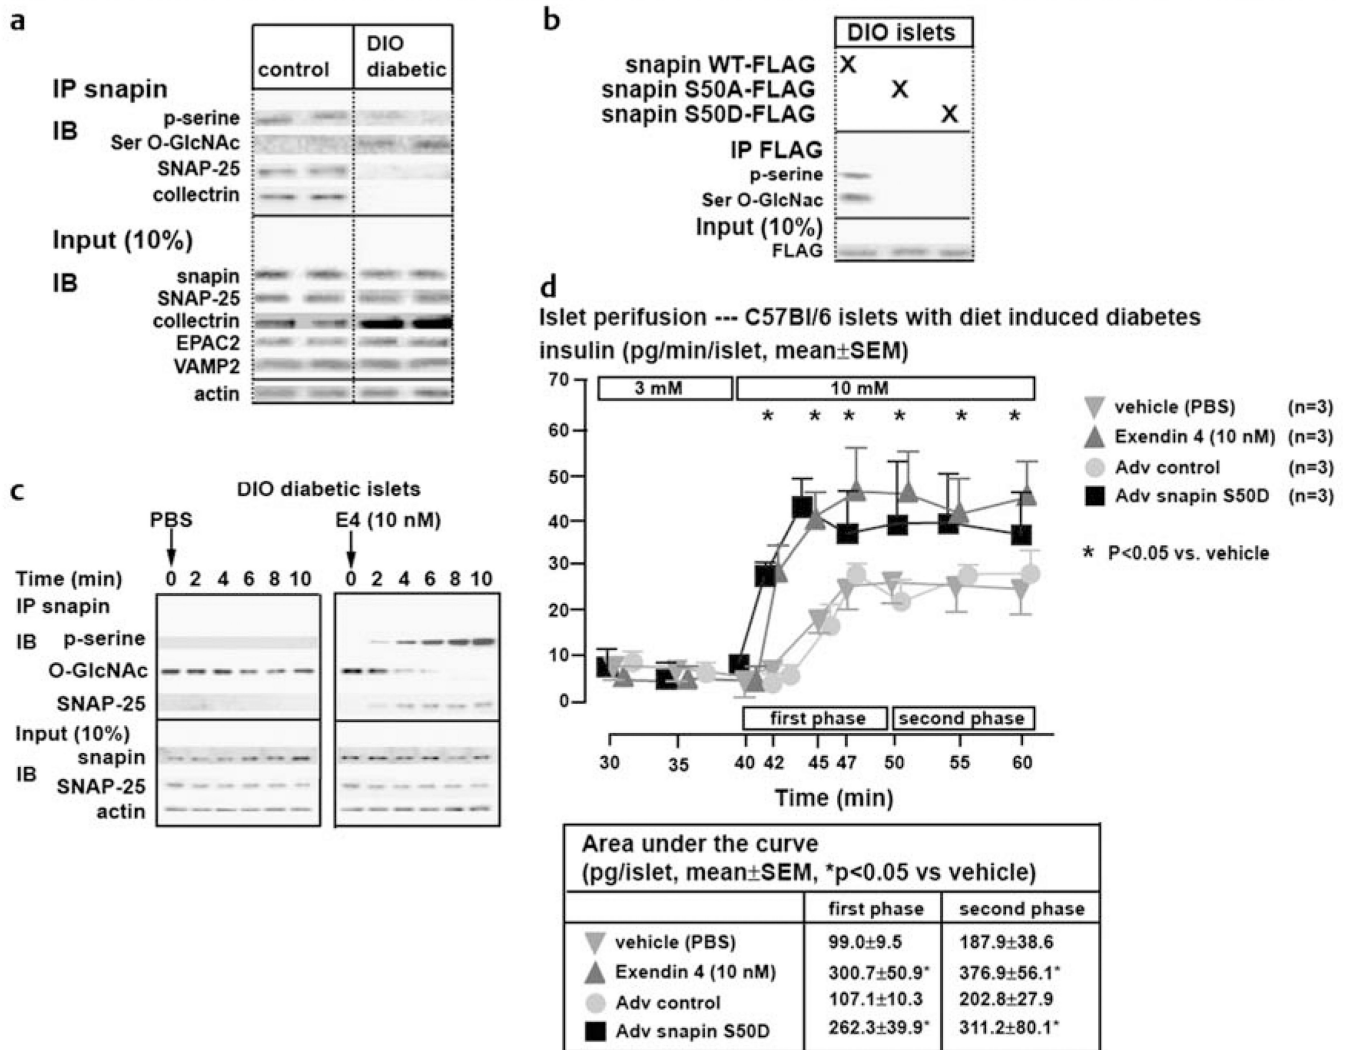 a
control
DIO
diabetic
IP snapin
IB
p-serine
Ser O-GlcNAc
SNAP-25
collectrin
Input (10%)
IB
snapin
SNAP-25
collectrin
EPAC2
VAMP2
actin
b
DIO islets
snapin WT-FLAG X
snapin S50A-FLAG X
snapin S50D-FLAG X
IP FLAG
p-serine
Ser O-GlcNac
Input (10%)
FLAG
c
DIO diabetic islets
PBS
E4 (10 nM)
Time (min) 0 2 4 6 8 10 0 2 4 6 8 10
IP snapin
IB p-serine
O-GlcNAc
SNAP-25
Input (10%)
snapin
IB
SNAP-25
actin
d
Islet perifusion --- C57Bl/6 islets with diet induced diabetes
insulin (pg/min/islet, mean±SEM)
70
60
50
40
30
20
10
0
3 mM
10 mM
* * * * * *
vehicle (PBS) (n=3)
Exendin 4 (10 nM) (n=3)
Adv control (n=3)
Adv snapin S50D (n=3)
* P<0.05 vs. vehicle
first phase
second phase
30 35 40 42 45 47 50 55 60
Time (min)
Area under the curve
(pg/islet, mean±SEM, *p<0.05 vs vehicle)
first phase second phase
vehicle (PBS) 99.0±9.5 187.9±38.6
Exendin 4 (10 nM) 300.7±50.9* 376.9±56.1*
Adv control 107.1±10.3 202.8±27.9
Adv snapin S50D 262.3±39.9* 311.2±80.1*